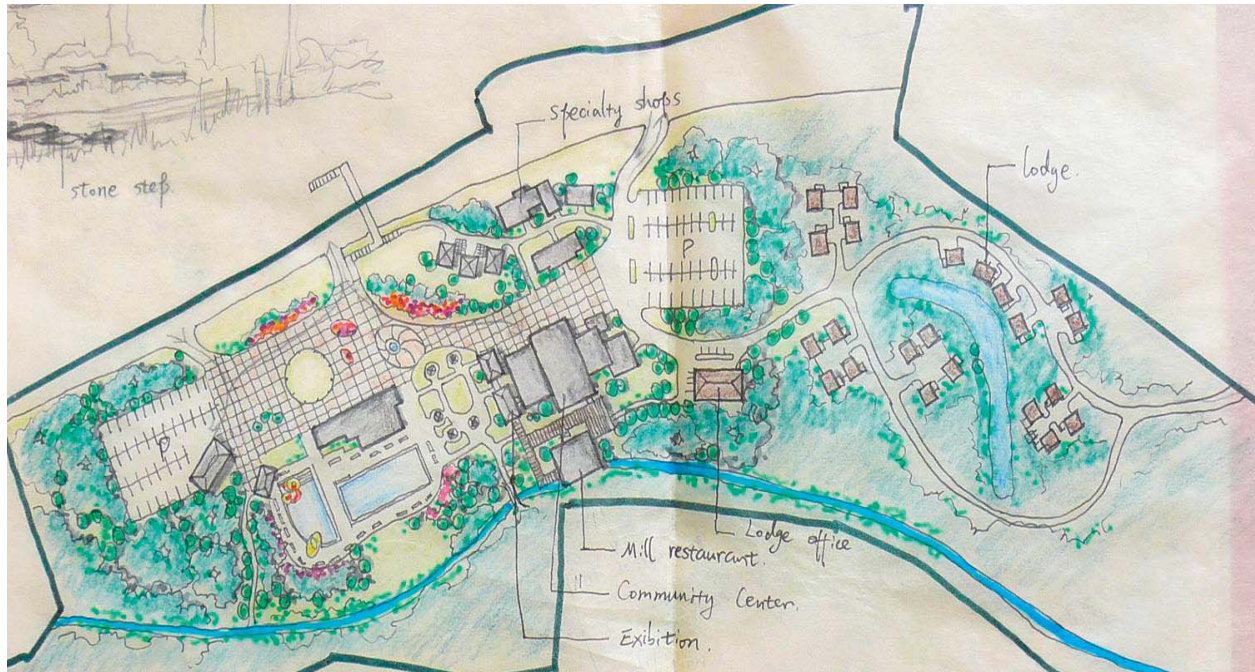 specialty shops
lodge.
stone step.
P
P
Lodge office
Mill restaurant.
Community Center.
Exibition.